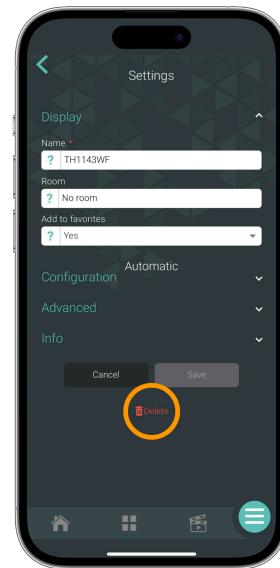 Settings
Display
Name *
? TH1143WF
Room
? No room
Add to favorites
? Yes
Automatic
Configuration
Advanced
Info
Cancel Save
Delete